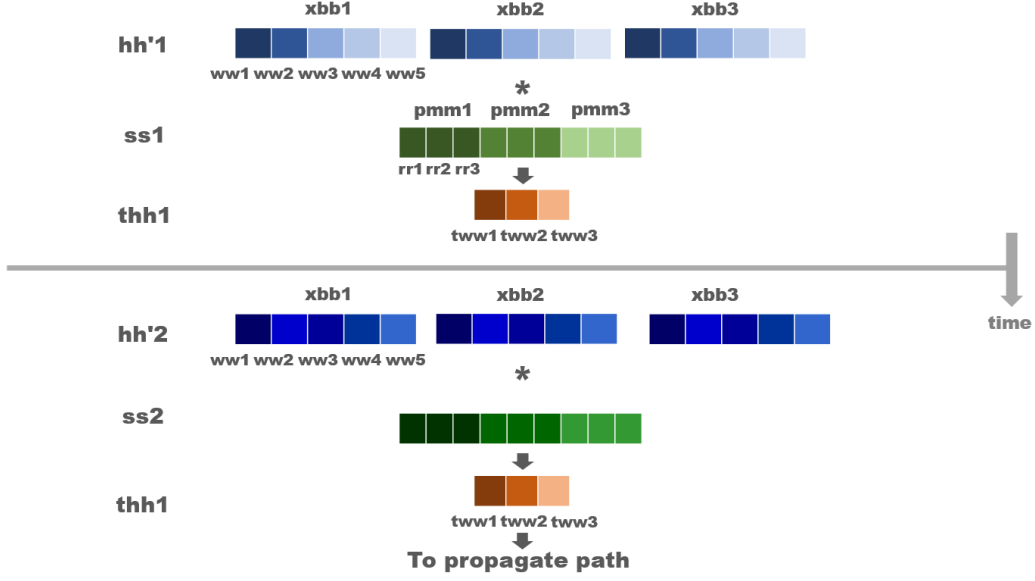 xbb1 xbb2 xbb3
hh'1
ww1 ww2 ww3 ww4 ww5
*
pmm1 pmm2 pmm3
ss1
rr1 rr2 rr3
thh1
tww1 tww2 tww3
xbb1 xbb2 xbb3
time
hh'2
ww1 ww2 ww3 ww4 ww5
*
ss2
thh1
tww1 tww2 tww3
To propagate path